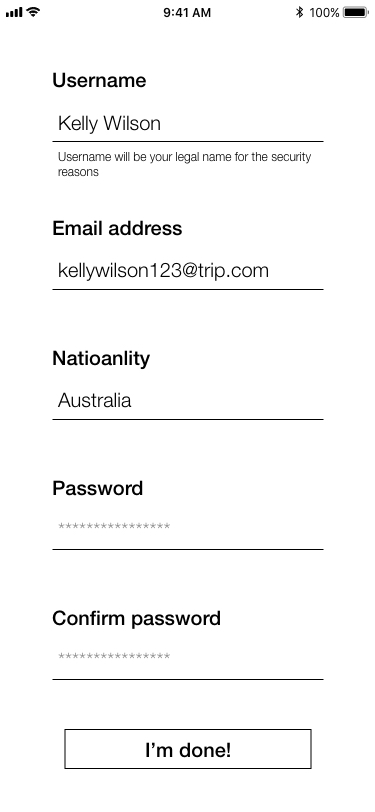 9:41 AM
100%
Username
Kelly Wilson
Username will be your legal name for the security
reasons
Email address
kellywilson123@trip.com
Natioanlity
Australia
Password
****************
Confirm password
****************
I’m done!